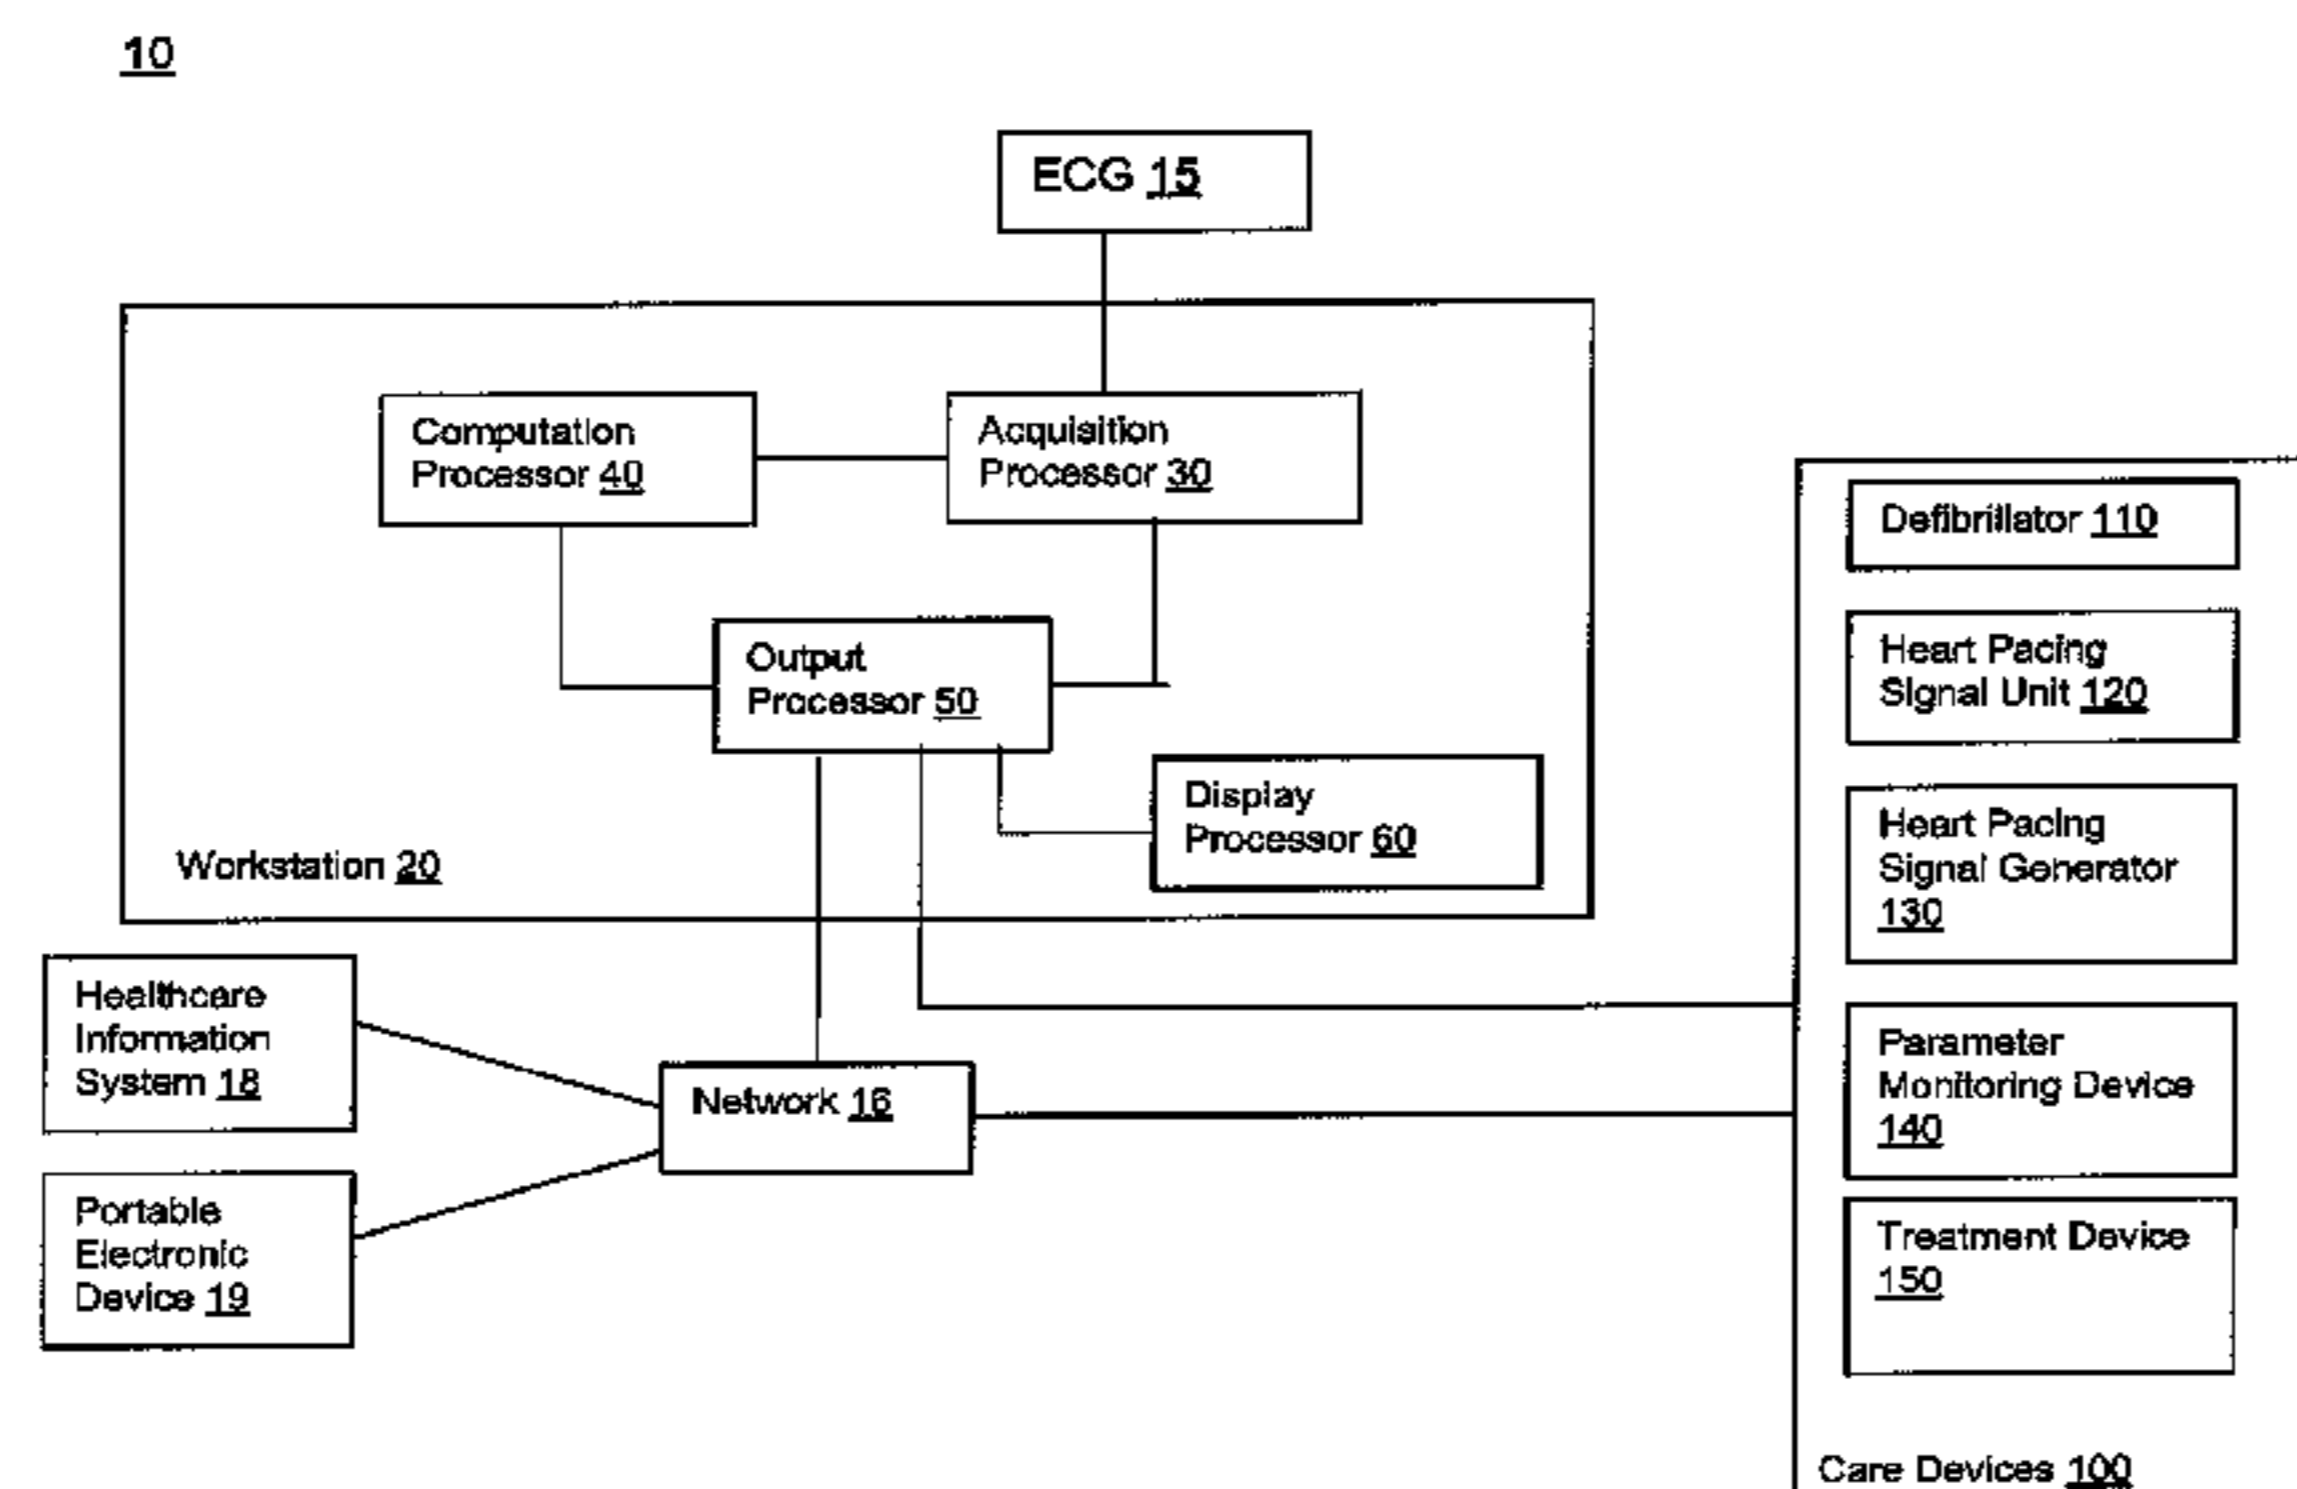 10
ECG 15
Computation
Processor 40
Acquisition
Processor 30
Output
Processor 50
Display
Processor 60
Workstation 20
Healthcare
Information
System 18
Portable
Electronic
Device 19
Network 16
Defibrillator 110
Heart Pacing
Signal Unit 120
Heart Pacing
Signal Generator
130
Parameter
Monitoring Device
140
Treatment Device
150
Care Devices 100